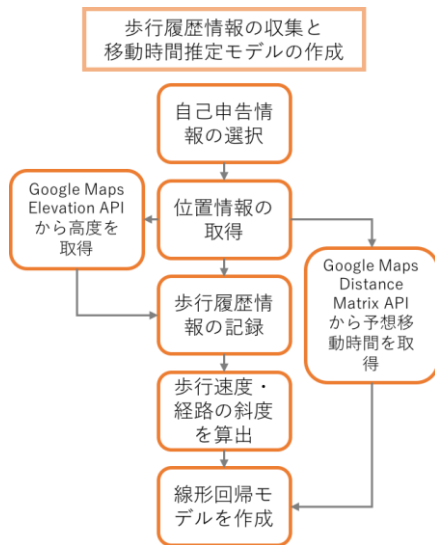 歩行履歴情報の収集と
移動時間推定モデルの作成
自己申告情
報の選択
Google Maps
Elevation API
から高度を
取得
位置情報の
取得
Google Maps
Distance
Matrix API
から予想移
動時間を取
得
歩行履歴情
報の記録
歩行速度・
経路の斜度
を算出
線形回帰モ
デルを作成